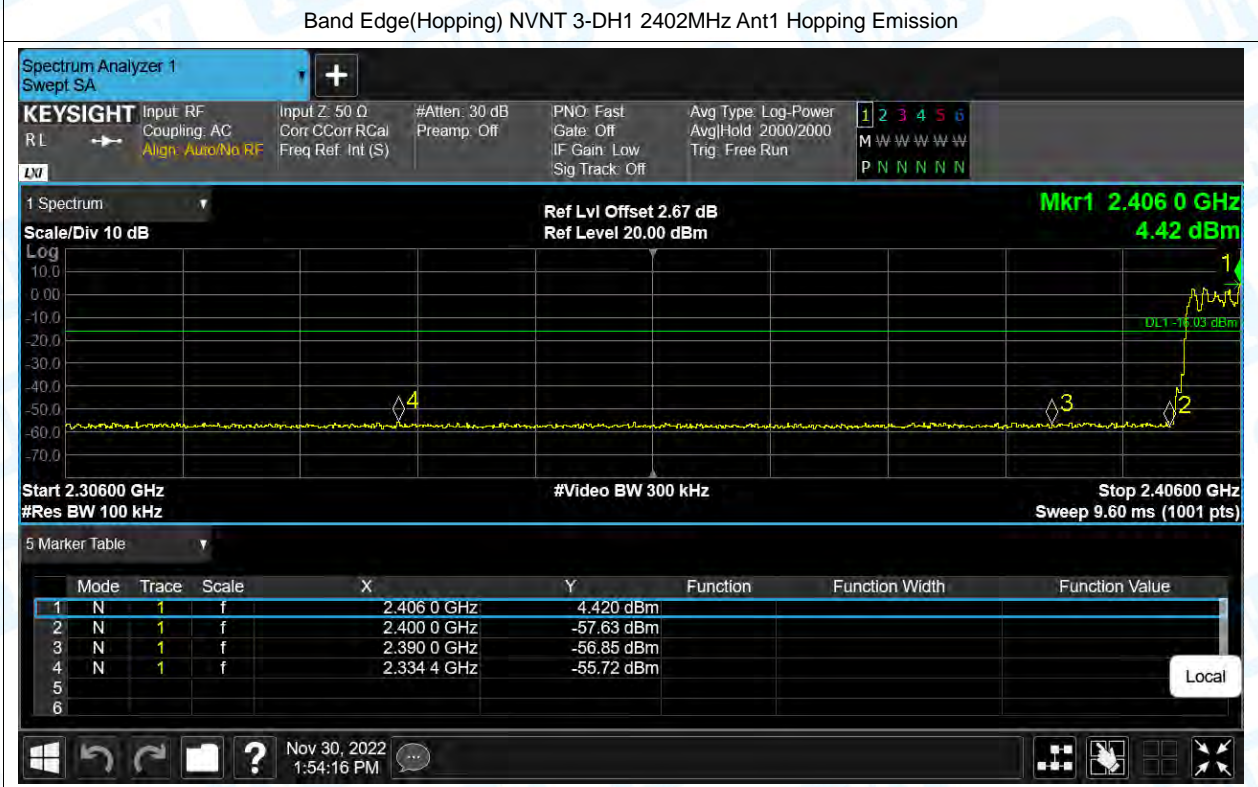 Band Edge(Hopping) NVNT 3-DH1 2402MHz Ant1 Hopping Emission
Spectrum Analyzer 1
Swept SA
+
KEYSIGHT Input: RF Input Z: 50 Ω #Atten: 30 dB PNO: Fast Avg Type: Log-Power 1 2 3 4 5 6
R L Coupling: AC Corr CCorr RCal Preamp: Off Gate: Off Avg|Hold: 2000/2000 M W W W W W
Align: Auto/No RF Freq Ref: Int (S) IF Gain: Low Trig: Free Run
LXI Sig Track: Off P N N N N N
1 Spectrum Ref Lvl Offset 2.67 dB Mkr1 2.406 0 GHz
Scale/Div 10 dB Ref Level 20.00 dBm 4.42 dBm
Log
10.0 1
0.00
-10.0
DL1 -16.03 dBm
-20.0
-30.0
-40.0
4 3 2
-50.0
-60.0
-70.0
Start 2.30600 GHz #Video BW 300 kHz Stop 2.40600 GHz
#Res BW 100 kHz Sweep 9.60 ms (1001 pts)
5 Marker Table
Mode Trace Scale X Y Function Function Width Function Value
1 N 1 f 2.406 0 GHz 4.420 dBm
2 N 1 f 2.400 0 GHz -57.63 dBm
3 N 1 f 2.390 0 GHz -56.85 dBm
4 N 1 f 2.334 4 GHz -55.72 dBm
Local
5
6
? Nov 30, 2022
1:54:16 PM